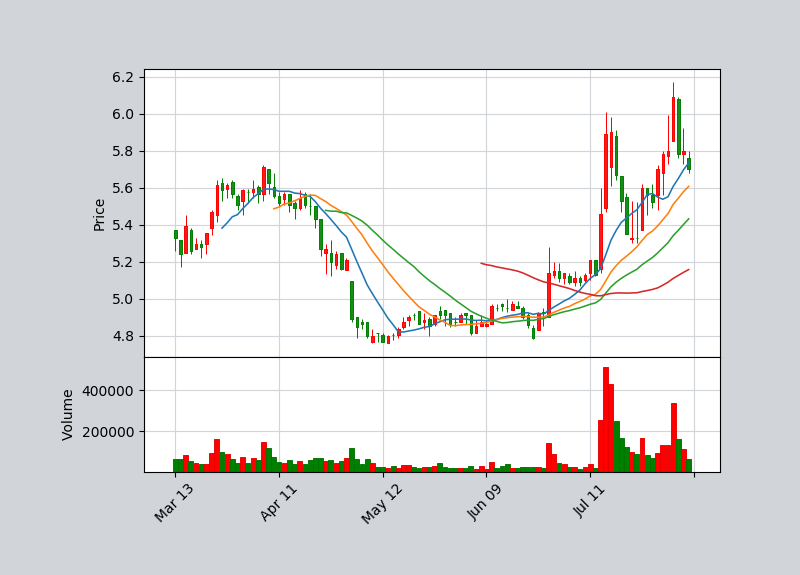 6.2
6.0
5.8
5.6
5.4
5.2
5.0
4.8
Price
400000
200000
Volume
Mar 13
Apr 11
May 12
Jun 09
Jul 11